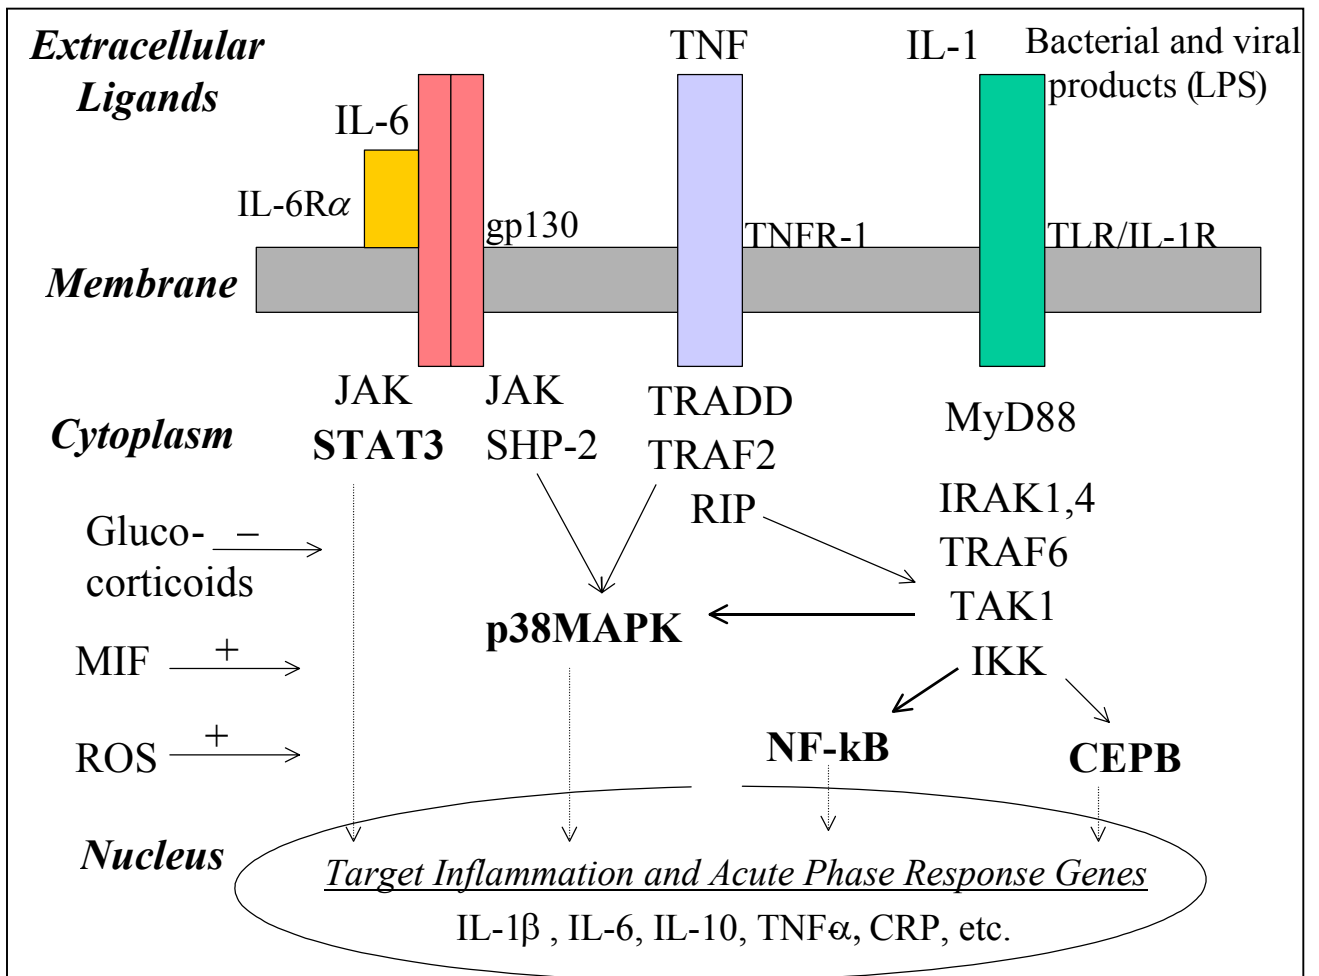 Extracellular
Ligands
TNF
IL-1
Bacterial and viral
products (LPS)
IL-6
IL-6Rα
gp130
TNFR-1
TLR/IL-1R
Membrane
JAK
STAT3
JAK
SHP-2
TRADD
TRAF2
RIP
MyD88
Cytoplasm
IRAK1,4
TRAF6
TAK1
IKK
Gluco-
corticoids
–
p38MAPK
MIF
+
ROS
+
NF-kB
CEPB
Nucleus
Target Inflammation and Acute Phase Response Genes
IL-1β , IL-6, IL-10, TNF-α, CRP, etc.